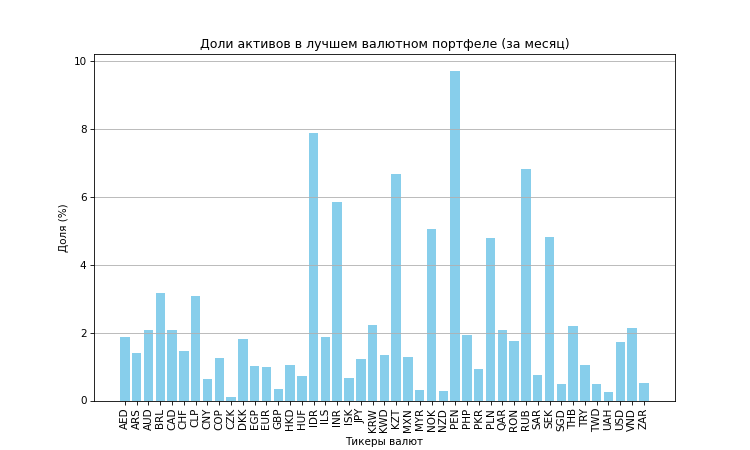 Доли активов в лучшем валютном портфеле (за месяц)
Доля (%)
10
8
6
4
2
0
AED ARS AUD BRL CAD CHF CLP CNY COP CZK DKK EGP EUR GBP HKD HUF IDR ILS INR ISK JPY KRW KWD KZT MXN MYR NOK NZD PEN PHP PKR PLN QAR RON RUB SAR SEK SGD THB TRY TWD UAH USD VND ZAR
Тикеры валют